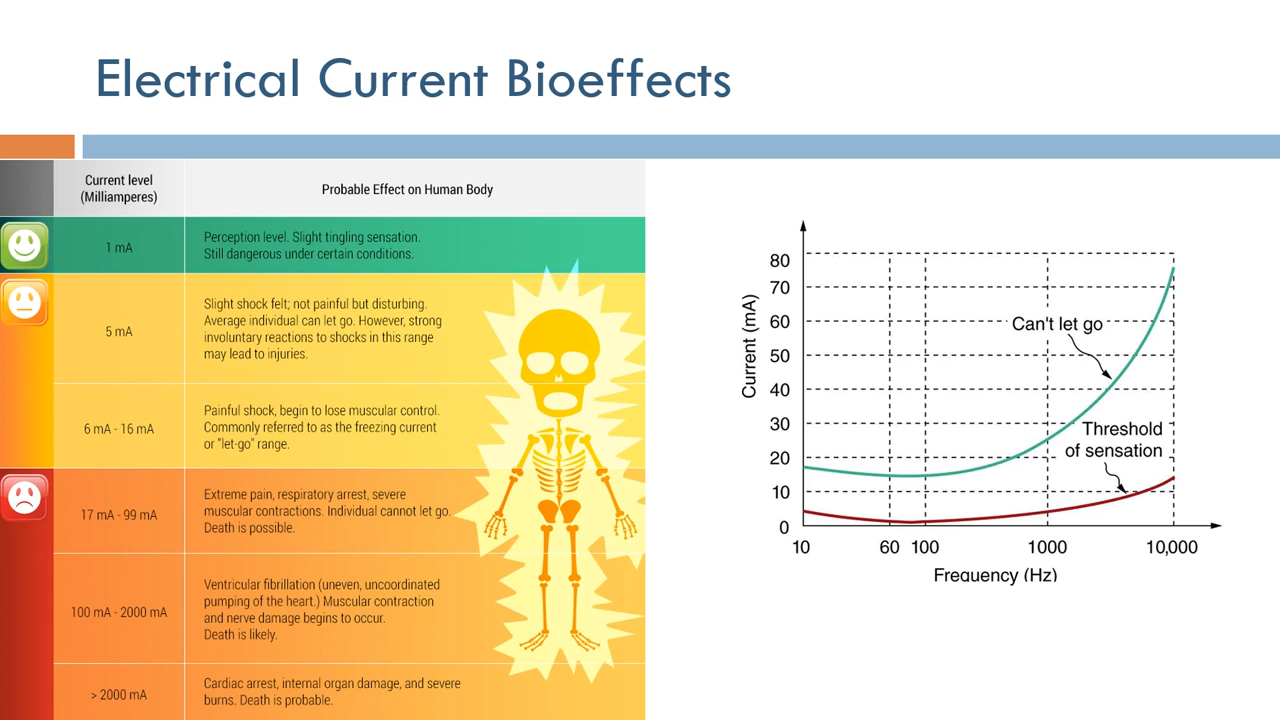 Electrical Current Bioeffects
Current level
(Milliamperes)
Probable Effect on Human Body
1 mA
Perception level. Slight tingling sensation.
Still dangerous under certain conditions.
5 mA
Slight shock felt; not painful but disturbing.
Average individual can let go. However, strong
involuntary reactions to shocks in this range
may lead to injuries.
6 mA - 16 mA
Painful shock, begin to lose muscular control.
Commonly referred to as the freezing current
or "let-go" range.
17 mA - 99 mA
Extreme pain, respiratory arrest, severe
muscular contractions. Individual cannot let go.
Death is possible.
100 mA - 2000 mA
Ventricular fibrillation (uneven, uncoordinated
pumping of the heart.) Muscular contraction
and nerve damage begins to occur.
Death is likely.
> 2000 mA
Cardiac arrest, internal organ damage, and severe
burns. Death is probable.
Current (mA)
80
70
60
50
40
30
20
10
0
Can't let go
Threshold
of sensation
10
60
100
1000
10,000
Frequency (Hz)